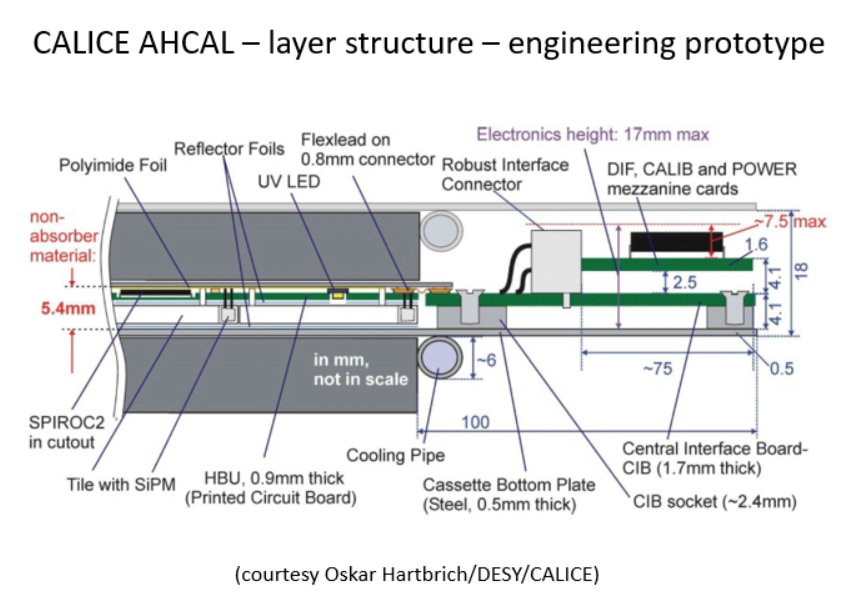 CALICE AHCAL – layer structure – engineering prototype
Electronics height: 17mm max
Flexlead on
0.8mm connector
Reflector Foils
Polyimide Foil
UV LED
Robust Interface
Connector
DIF, CALIB and POWER
mezzanine cards
non-
absorber
material:
5.4mm
~7.5 max
1.6
2.5
4.1
4.1
18
in mm,
not in scale
~6
~75
0.5
100
SPIROC2
in cutout
Tile with SiPM
HBU, 0.9mm thick
(Printed Circuit Board)
Cooling Pipe
Cassette Bottom Plate
(Steel, 0.5mm thick)
Central Interface Board-
CIB (1.7mm thick)
CIB socket (~2.4mm)
(courtesy Oskar Hartbrich/DESY/CALICE)